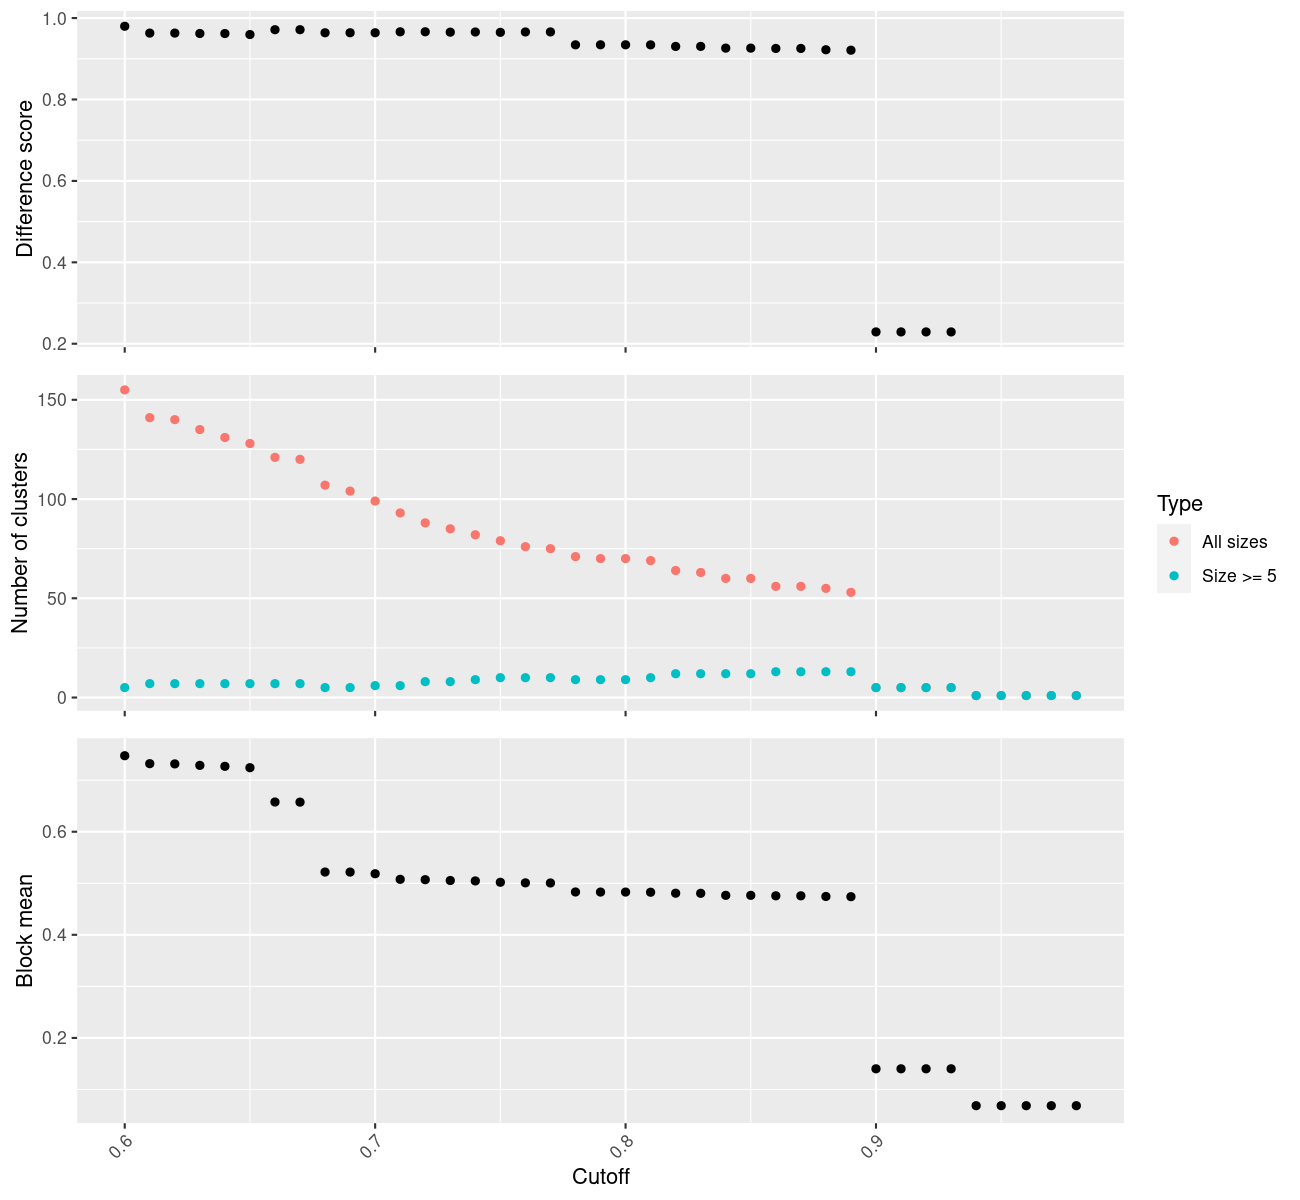 1.0
0.8
0.6
0.4
0.2
Difference score
150
100
50
0
Number of clusters
Type
All sizes
Size >= 5
0.6
0.4
0.2
Block mean
0.6
0.7
0.8
0.9
Cutoff